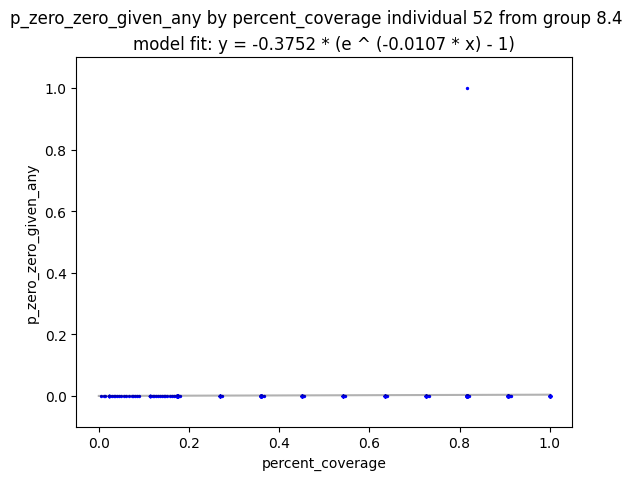 p_zero_zero_given_any by percent_coverage individual 52 from group 8.4
model fit: y = -0.3752 * (e ^ (-0.0107 * x) - 1)
1.0
0.8
0.6
0.4
0.2
0.0
p_zero_zero_given_any
0.0 0.2 0.4 0.6 0.8 1.0
percent_coverage